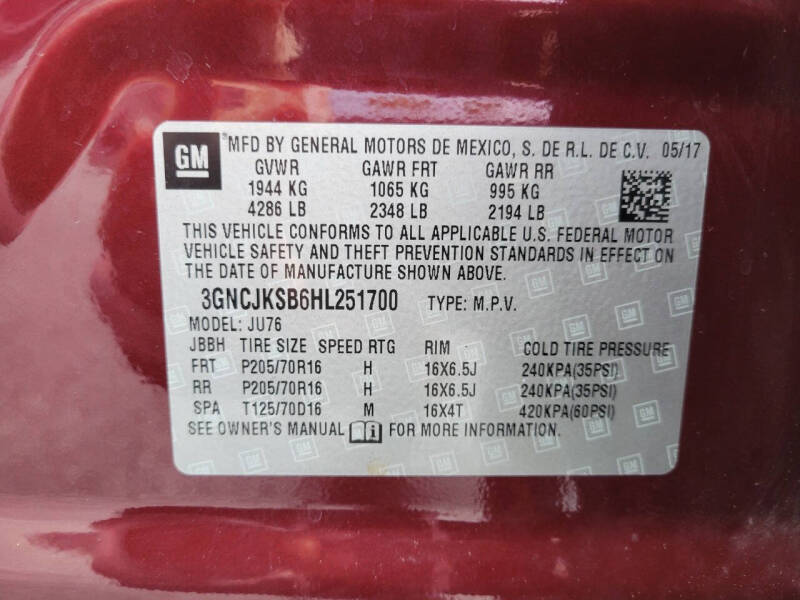 GM
MFD BY GENERAL MOTORS DE MEXICO, S. DE R.L. DE C.V. 05/17
GVWR GAWR FRT GAWR RR
1944 KG 1065 KG 995 KG
4286 LB 2348 LB 2194 LB
THIS VEHICLE CONFORMS TO ALL APPLICABLE U.S. FEDERAL MOTOR
VEHICLE SAFETY AND THEFT PREVENTION STANDARDS IN EFFECT ON
THE DATE OF MANUFACTURE SHOWN ABOVE.
3GNCJKSB6HL251700 TYPE: M.P.V.
MODEL: JU76
JBBH TIRE SIZE SPEED RTG RIM COLD TIRE PRESSURE
FRT P205/70R16 H 16X6.5J 240KPA(35PSI)
RR P205/70R16 H 16X6.5J 240KPA(35PSI)
SPA T125/70D16 M 16X4T 420KPA(60PSI)
SEE OWNER'S MANUAL FOR MORE INFORMATION.